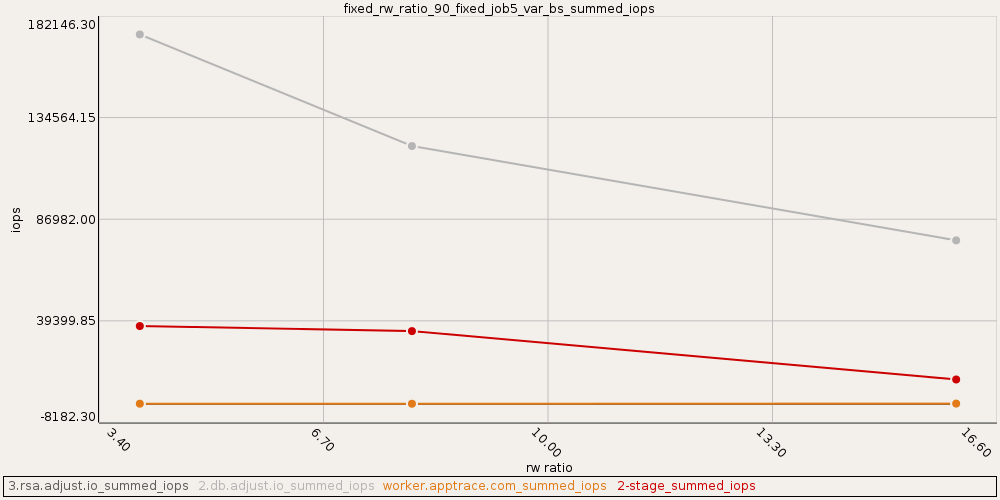 fixed_rw_ratio_90_fixed_job5_var_bs_summed_iops
182146.30
134564.15
86982.00
39399.85
-8182.30
iops
3.40
6.70
10.00
13.30
16.60
rw ratio
3.rsa.adjust.io_summed_iops 2.db.adjust.io_summed_iops worker.apptrace.com_summed_iops 2-stage_summed_iops